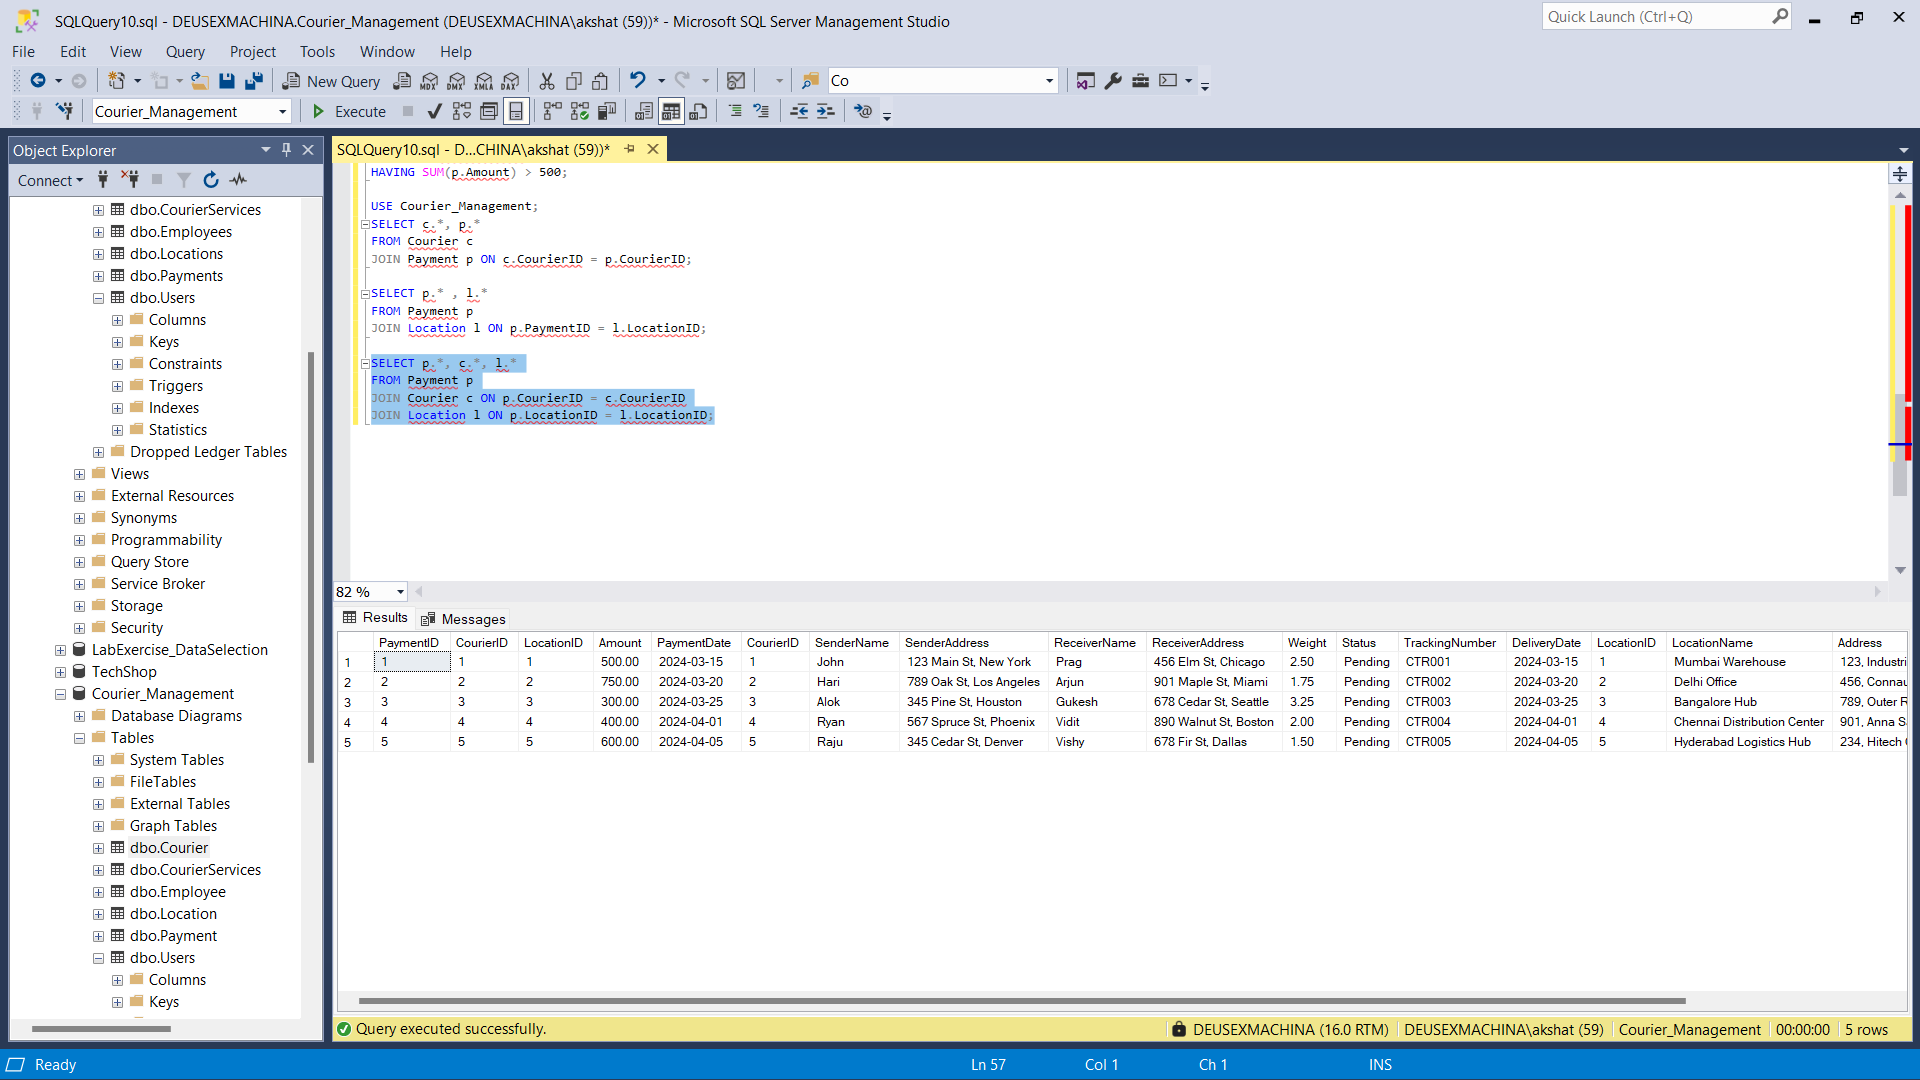 SQLQuery10.sql - DEUSEXMACHINA.Courier_Management (DEUSEXMACHINA\akshat (59))* - Microsoft SQL Server Management Studio
Quick Launch (Ctrl+Q)
File Edit View Query Project Tools Window Help
New Query MDX DMX XMLA DAX Co
Courier_Management Execute
Object Explorer
Connect
dbo.CourierServices
dbo.Employees
dbo.Locations
dbo.Payments
dbo.Users
Columns
Keys
Constraints
Triggers
Indexes
Statistics
Dropped Ledger Tables
Views
External Resources
Synonyms
Programmability
Query Store
Service Broker
Storage
Security
LabExercise_DataSelection
TechShop
Courier_Management
Database Diagrams
Tables
System Tables
FileTables
External Tables
Graph Tables
dbo.Courier
dbo.CourierServices
dbo.Employee
dbo.Location
dbo.Payment
dbo.Users
Columns
Keys
SQLQuery10.sql - D...CHINA\akshat (59))*
HAVING SUM(p.Amount) > 500;
USE Courier_Management;
SELECT c.*, p.*
FROM Courier c
JOIN Payment p ON c.CourierID = p.CourierID;
SELECT p.* , l.*
FROM Payment p
JOIN Location l ON p.PaymentID = l.LocationID;
SELECT p.*, c.*, l.*
FROM Payment p
JOIN Courier c ON p.CourierID = c.CourierID
JOIN Location l ON p.LocationID = l.LocationID;
82 %
Results Messages
PaymentID CourierID LocationID Amount PaymentDate CourierID SenderName SenderAddress ReceiverName ReceiverAddress Weight Status TrackingNumber DeliveryDate LocationID LocationName Address
1 1 1 1 500.00 2024-03-15 1 John 123 Main St, New York Prag 456 Elm St, Chicago 2.50 Pending CTR001 2024-03-15 1 Mumbai Warehouse 123, Industri
2 2 2 2 750.00 2024-03-20 2 Hari 789 Oak St, Los Angeles Arjun 901 Maple St, Miami 1.75 Pending CTR002 2024-03-20 2 Delhi Office 456, Connau
3 3 3 3 300.00 2024-03-25 3 Alok 345 Pine St, Houston Gukesh 678 Cedar St, Seattle 3.25 Pending CTR003 2024-03-25 3 Bangalore Hub 789, Outer R
4 4 4 4 400.00 2024-04-01 4 Ryan 567 Spruce St, Phoenix Vidit 890 Walnut St, Boston 2.00 Pending CTR004 2024-04-01 4 Chennai Distribution Center 901, Anna S
5 5 5 5 600.00 2024-04-05 5 Raju 345 Cedar St, Denver Vishy 678 Fir St, Dallas 1.50 Pending CTR005 2024-04-05 5 Hyderabad Logistics Hub 234, Hitech
Query executed successfully.
DEUSEXMACHINA (16.0 RTM) DEUSEXMACHINA\akshat (59) Courier_Management 00:00:00 5 rows
Ready Ln 57 Col 1 Ch 1 INS